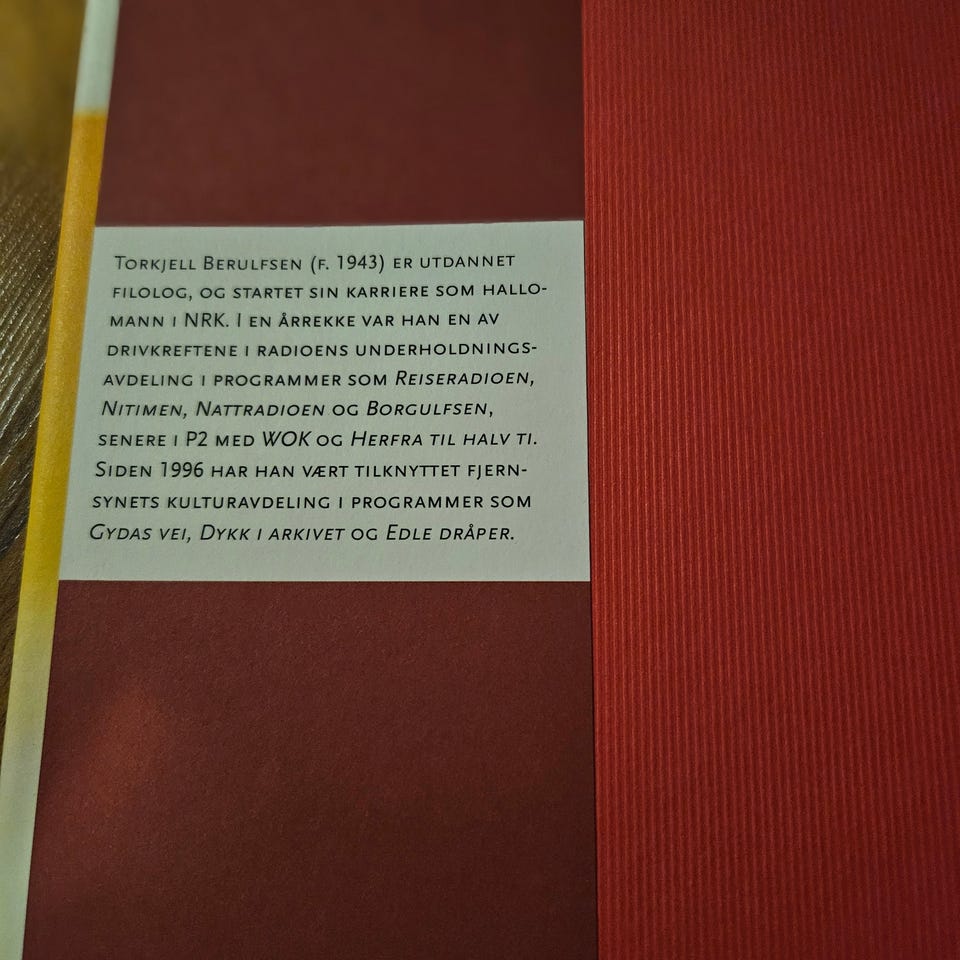 Torkjell Berulfsen (f. 1943) er utdannet
filolog, og startet sin karriere som hallo-
mann i NRK. I en årrekke var han en av
drivkreftene i radioens underholdnings-
avdeling i programmer som Reiseradioen,
Nitimen, Nattradioen og Borgulfsen,
senere i P2 med WOK og Herfra til halv ti.
Siden 1996 har han vært tilknyttet fjern-
synets kulturavdeling i programmer som
Gydas vei, Dykk i arkivet og Edle dråper.